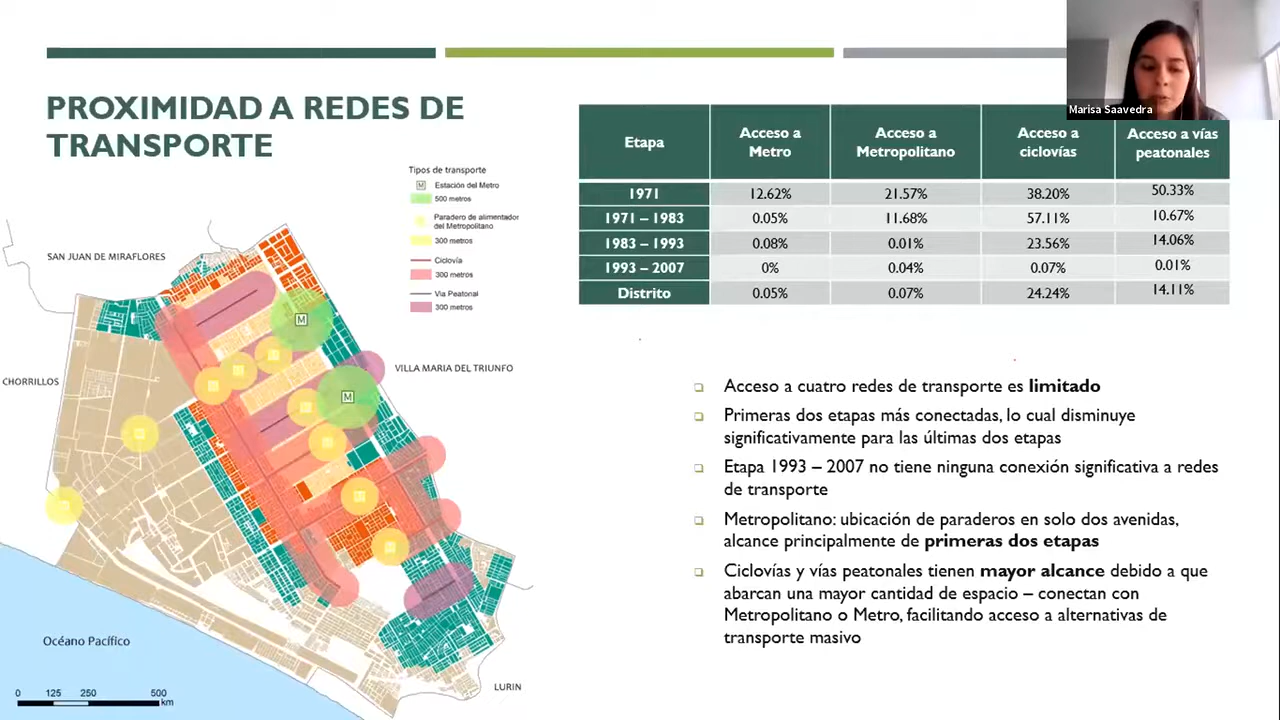 Marisa Saavedra
PROXIMIDAD A REDES DE
TRANSPORTE
Etapa
Acceso a
Metro
Acceso a
Metropolitano
Acceso a
ciclovías
Acceso a vías
peatonales
1971 12.62% 21.57% 38.20% 50.33%
1971 – 1983 0.05% 11.68% 57.11% 10.67%
1983 – 1993 0.08% 0.01% 23.56% 14.06%
1993 – 2007 0% 0.04% 0.07% 0.01%
Distrito 0.05% 0.07% 24.24% 14.11%
Tipos de transporte
M Estación del Metro
500 metros
Paradero de alimentador
del Metropolitano
300 metros
Ciclovía
300 metros
Via Peatonal
300 metros
SAN JUAN DE MIRAFLORES
M
CHORRILLOS
VILLA MARIA DEL TRIUNFO
M
Océano Pacífico
LURIN
0 125 250 500
km
Acceso a cuatro redes de transporte es limitado
Primeras dos etapas más conectadas, lo cual disminuye
significativamente para las últimas dos etapas
Etapa 1993 – 2007 no tiene ninguna conexión significativa a redes
de transporte
Metropolitano: ubicación de paraderos en solo dos avenidas,
alcance principalmente de primeras dos etapas
Ciclovías y vías peatonales tienen mayor alcance debido a que
abarcan una mayor cantidad de espacio – conectan con
Metropolitano o Metro, facilitando acceso a alternativas de
transporte masivo